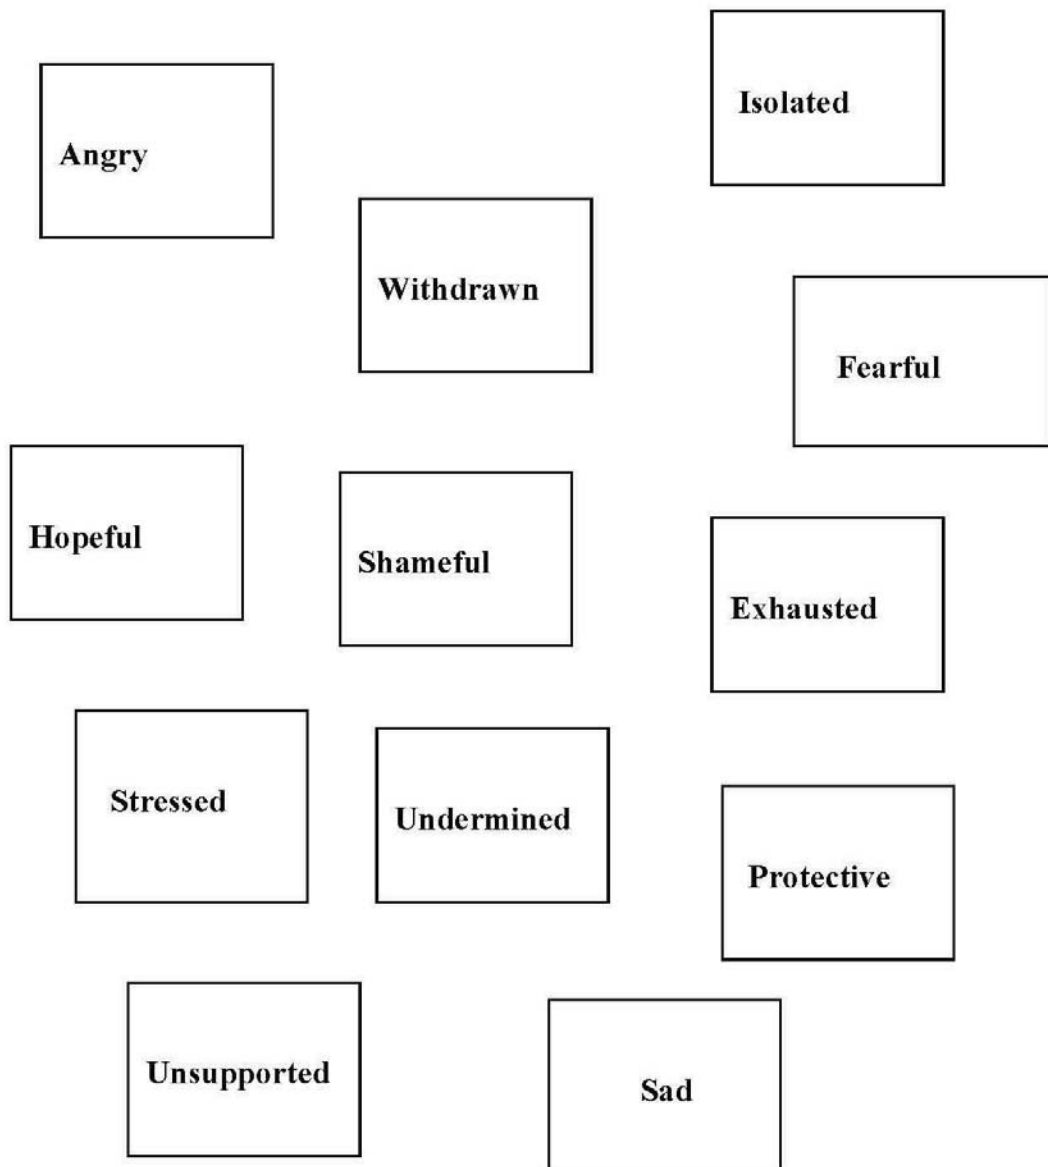 Isolated
Angry
Withdrawn
Fearful
Hopeful
Shameful
Exhausted
Stressed
Undermined
Protective
Unsupported
Sad